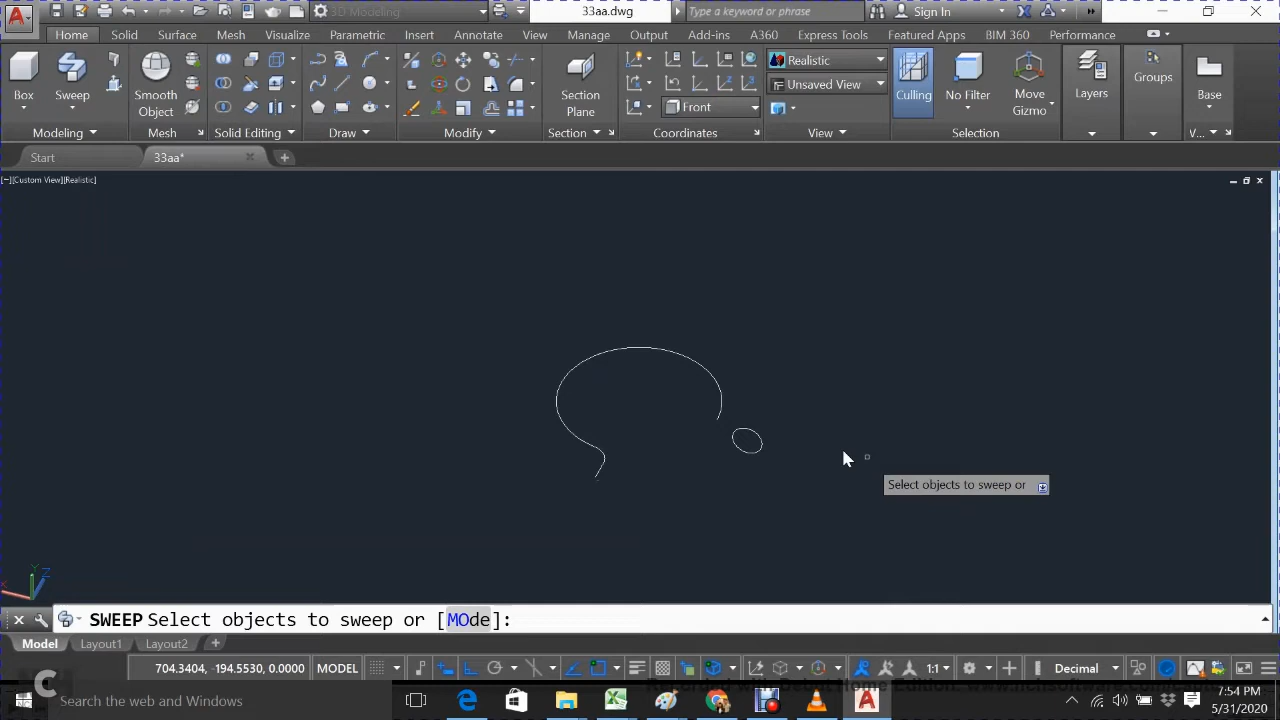 3D Modeling
33aa.dwg
Type a keyword or phrase
Sign In
Home
Solid
Surface
Mesh
Visualize
Parametric
Insert
Annotate
View
Manage
Add-ins
A360
Express Tools
Featured Apps
BIM 360
Performance
Box
Sweep
Smooth
Object
Section
Plane
Realistic
Unsaved View
Front
Culling
No Filter
Move
Gizmo
Layers
Groups
Base
Modeling
Mesh
Solid Editing
Draw
Modify
Section
Coordinates
View
Selection
V...
Start
33aa*
[−][Custom View][Realistic]
Select objects to sweep or
X
Y
Z
SWEEP Select objects to sweep or [MOde]:
Model
Layout1
Layout2
704.3404, -194.5530, 0.0000
MODEL
1:1
Decimal
Search the web and Windows
7:54 PM
5/31/2020